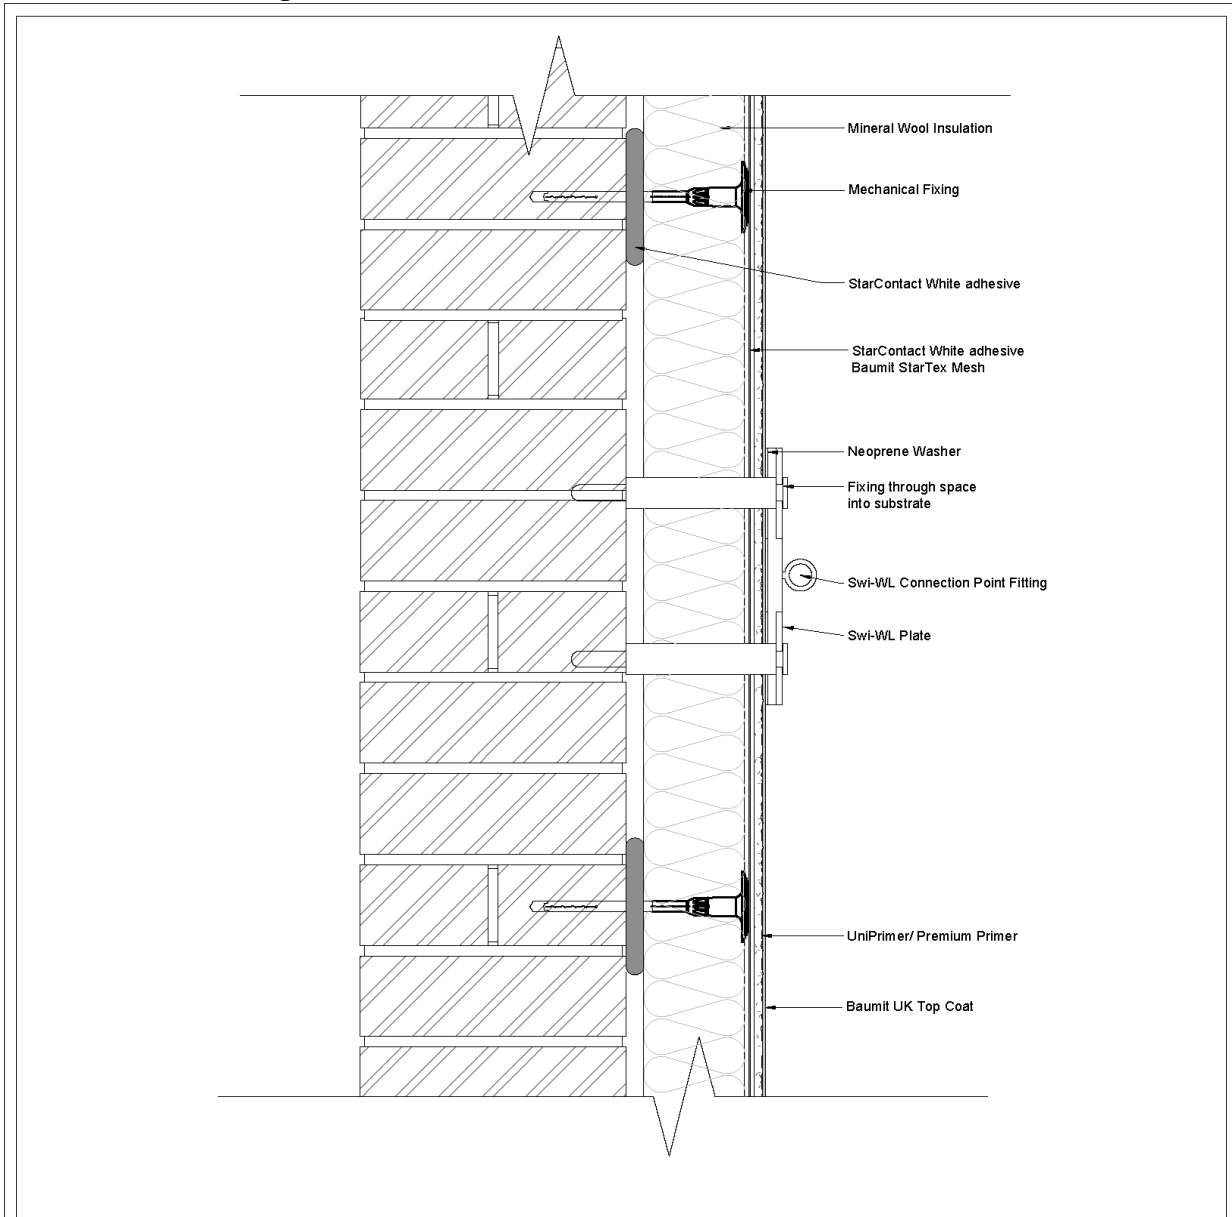 Mineral Wool Insulation
Mechanical Fixing
StarContact White adhesive
StarContact White adhesive
Baumit StarTex Mesh
Neoprene Washer
Fixing through space
into substrate
Swi-WL Connection Point Fitting
Swi-WL Plate
UniPrimer/ Premium Primer
Baumit UK Top Coat